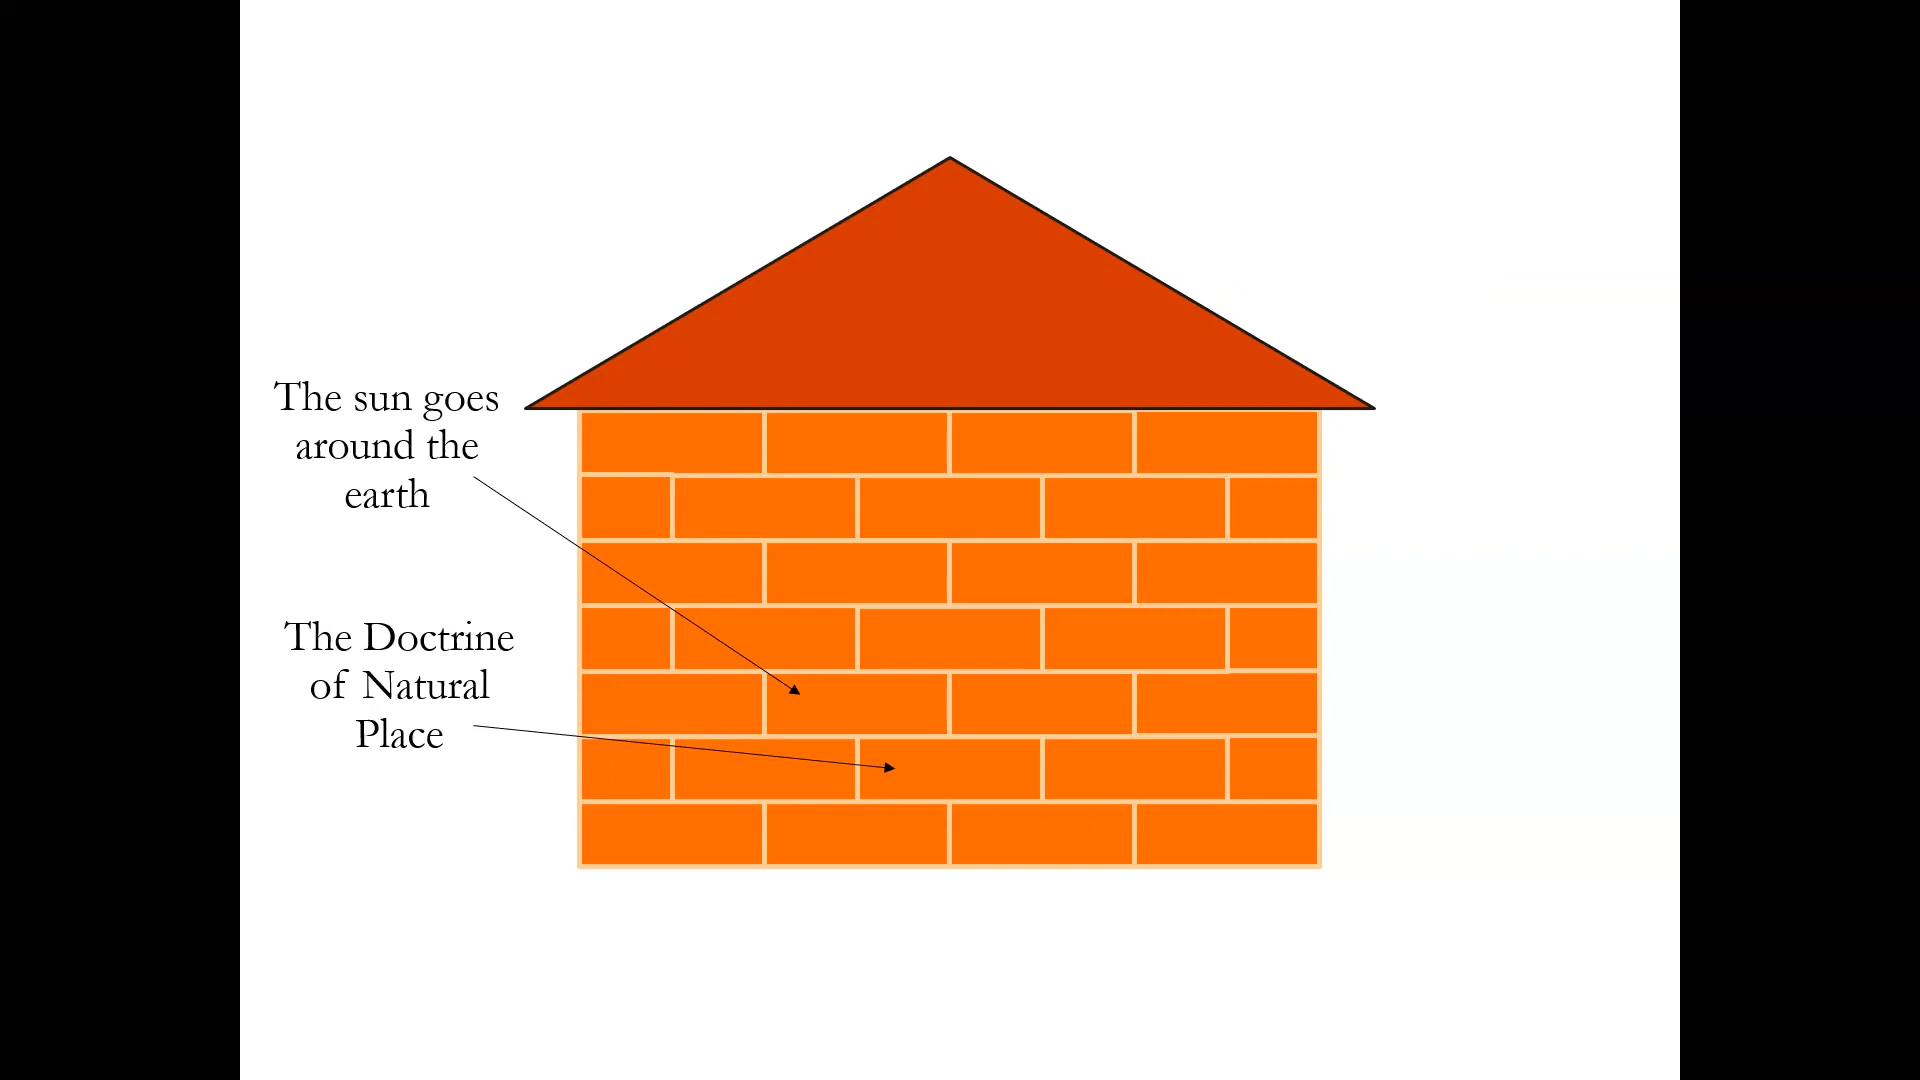 The sun goes
around the
earth
The Doctrine
of Natural
Place